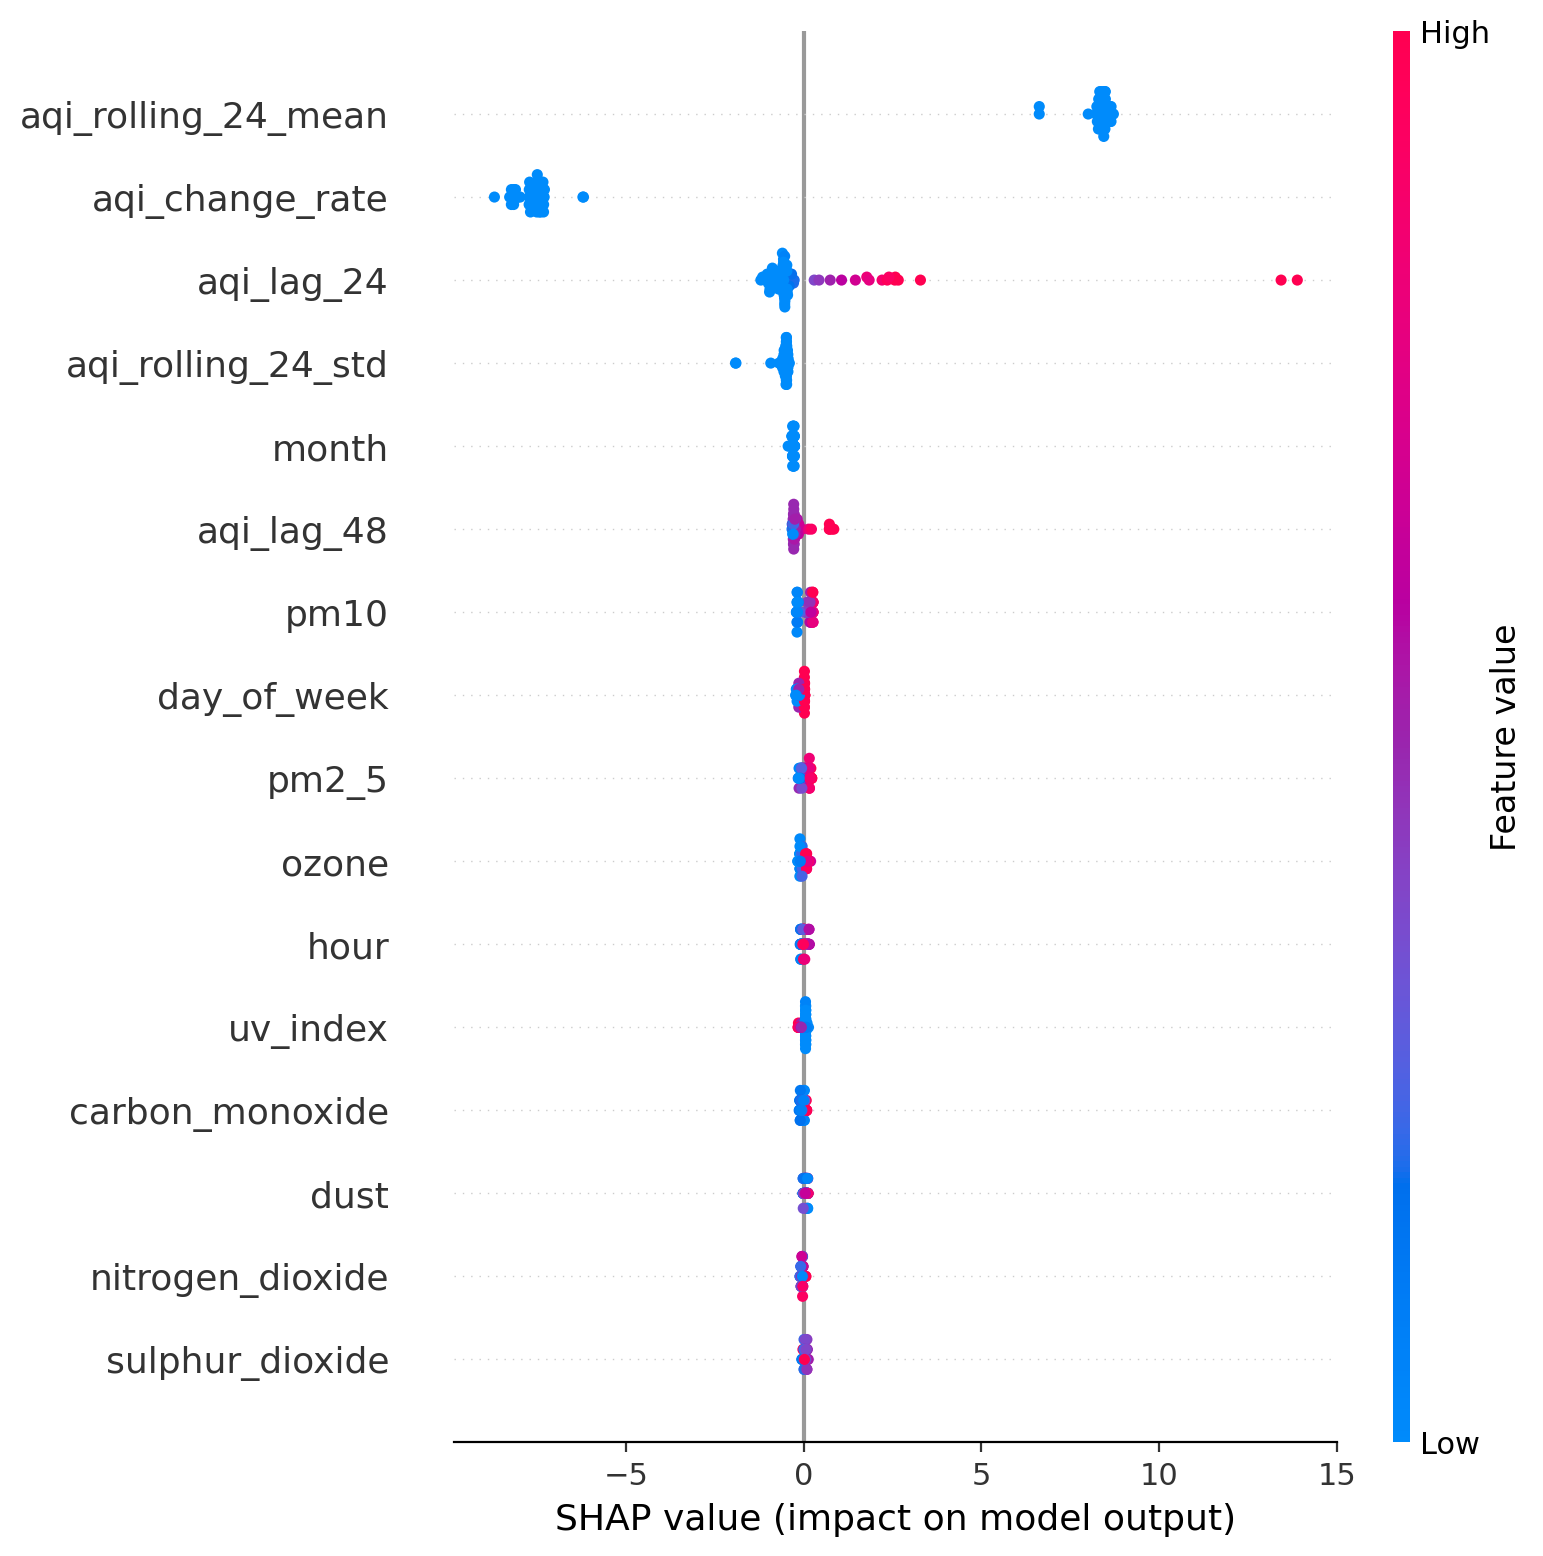 High
aqi_rolling_24_mean
aqi_change_rate
aqi_lag_24
aqi_rolling_24_std
month
aqi_lag_48
pm10
day_of_week
pm2_5
ozone
hour
uv_index
carbon_monoxide
dust
nitrogen_dioxide
sulphur_dioxide
Feature value
Low
−5 0 5 10 15
SHAP value (impact on model output)